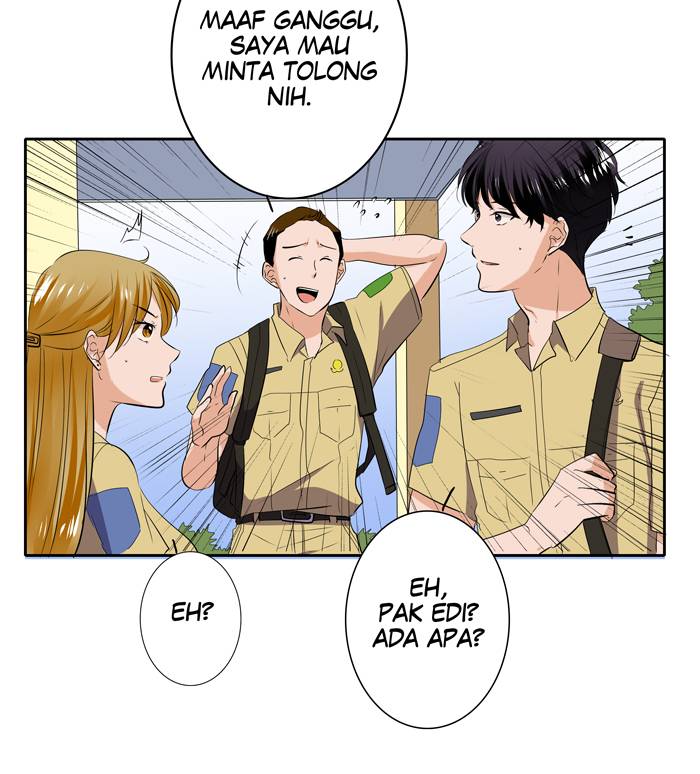 MAAF GANGGU,
SAYA MAU
MINTA TOLONG
NIH.
EH?
EH,
PAK EDI?
ADA APA?